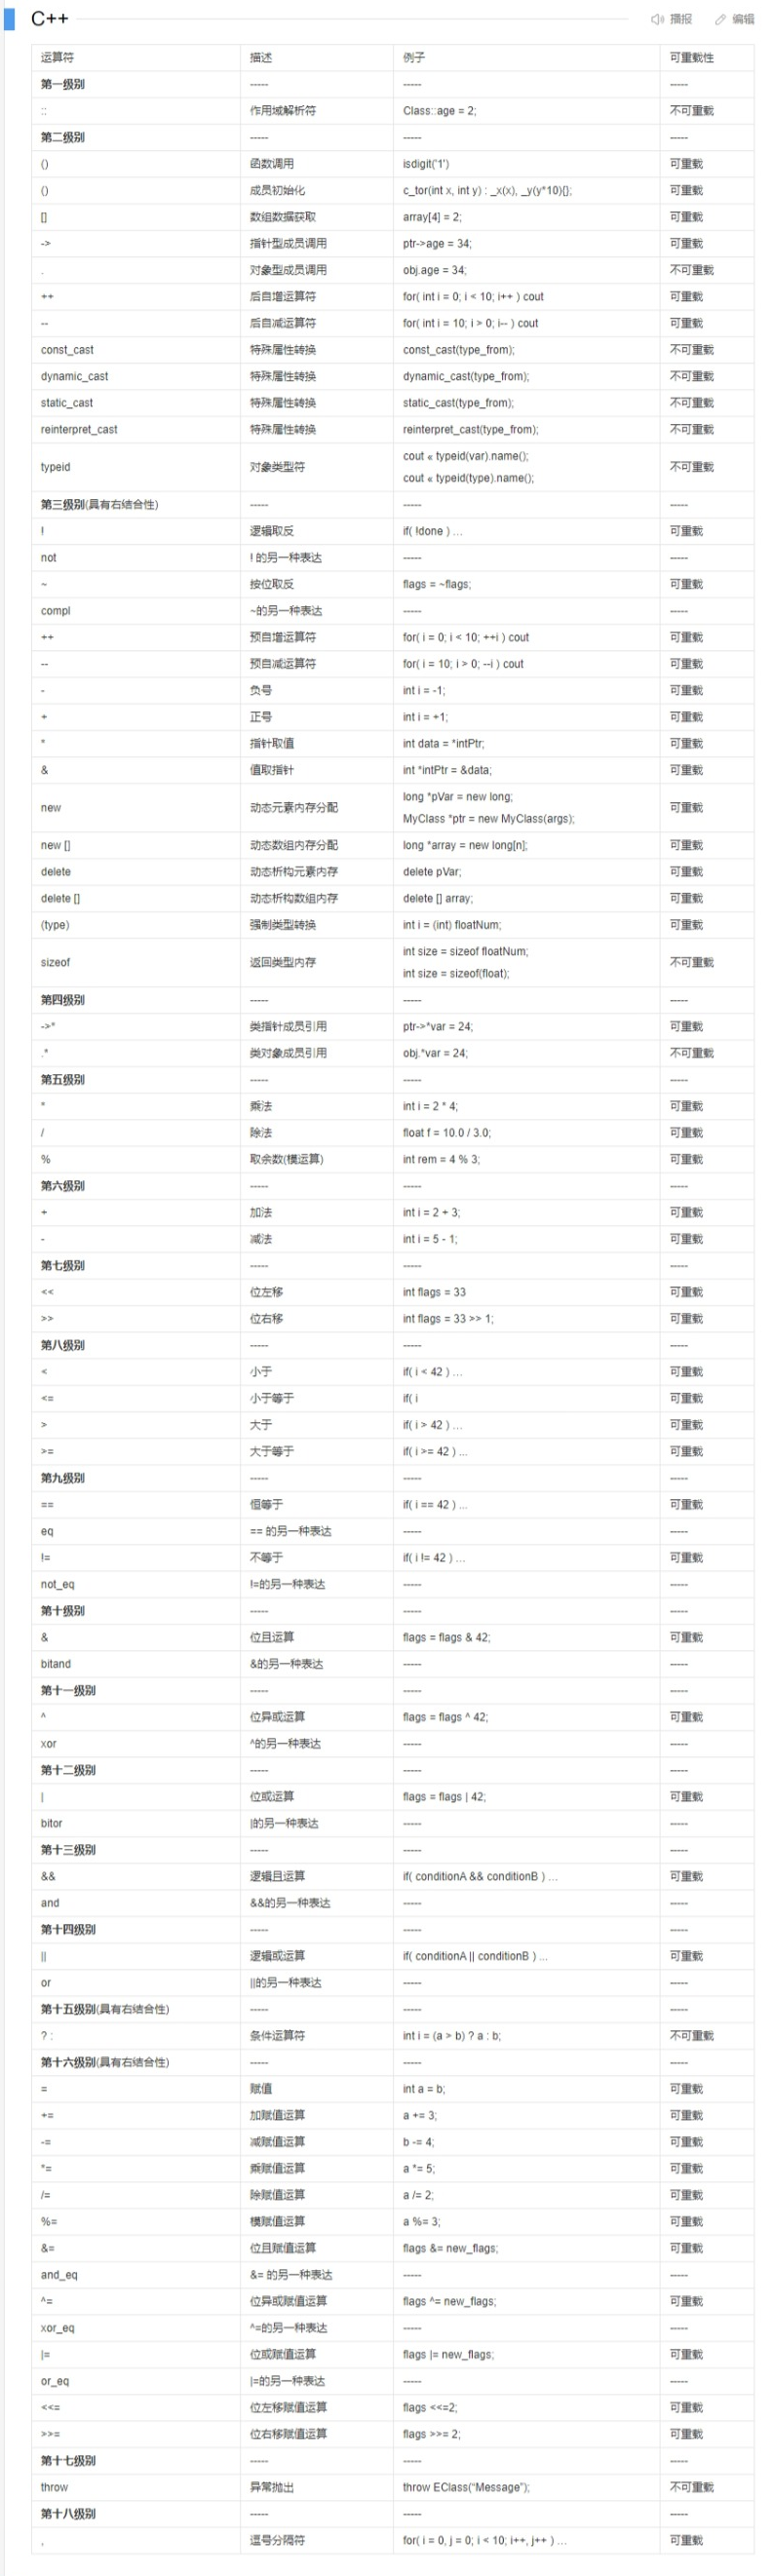 C++ 播报 编辑
运算符 描述 例子 可重载性
第一级别 ----- ----- -----
:: 作用域解析符 Class::age = 2; 不可重载
第二级别 ----- ----- -----
() 函数调用 isdigit('1') 可重载
() 成员初始化 c_tor(int x, int y) : _x(x), _y(y*10){}; 可重载
[] 数组数据获取 array[4] = 2; 可重载
-> 指针型成员调用 ptr->age = 34; 可重载
. 对象型成员调用 obj.age = 34; 不可重载
++ 后自增运算符 for( int i = 0; i < 10; i++ ) cout 可重载
-- 后自减运算符 for( int i = 10; i > 0; i-- ) cout 可重载
const_cast 特殊属性转换 const_cast(type_from); 不可重载
dynamic_cast 特殊属性转换 dynamic_cast(type_from); 不可重载
static_cast 特殊属性转换 static_cast(type_from); 不可重载
reinterpret_cast 特殊属性转换 reinterpret_cast(type_from); 不可重载
typeid 对象类型符 cout « typeid(var).name(); 不可重载
cout « typeid(type).name();
第三级别(具有右结合性) ----- ----- -----
! 逻辑取反 if( !done ) … 可重载
not ! 的另一种表达 ----- -----
~ 按位取反 flags = ~flags; 可重载
compl ~的另一种表达 ----- -----
++ 预自增运算符 for( i = 0; i < 10; ++i ) cout 可重载
-- 预自减运算符 for( i = 10; i > 0; --i ) cout 可重载
- 负号 int i = -1; 可重载
+ 正号 int i = +1; 可重载
* 指针取值 int data = *intPtr; 可重载
& 值取指针 int *intPtr = &data; 可重载
new 动态元素内存分配 long *pVar = new long; 可重载
MyClass *ptr = new MyClass(args);
new [] 动态数组内存分配 long *array = new long[n]; 可重载
delete 动态析构元素内存 delete pVar; 可重载
delete [] 动态析构数组内存 delete [] array; 可重载
(type) 强制类型转换 int i = (int) floatNum; 可重载
sizeof 返回类型内存 int size = sizeof floatNum; 不可重载
int size = sizeof(float);
第四级别 ----- ----- -----
->* 类指针成员引用 ptr->*var = 24; 可重载
.* 类对象成员引用 obj.*var = 24; 不可重载
第五级别 ----- ----- -----
* 乘法 int i = 2 * 4; 可重载
/ 除法 float f = 10.0 / 3.0; 可重载
% 取余数(模运算) int rem = 4 % 3; 可重载
第六级别 ----- ----- -----
+ 加法 int i = 2 + 3; 可重载
- 减法 int i = 5 - 1; 可重载
第七级别 ----- ----- -----
<< 位左移 int flags = 33 可重载
>> 位右移 int flags = 33 >> 1; 可重载
第八级别 ----- ----- -----
< 小于 if( i < 42 ) … 可重载
<= 小于等于 if( i 可重载
> 大于 if( i > 42 ) … 可重载
>= 大于等于 if( i >= 42 ) ... 可重载
第九级别 ----- ----- -----
== 恒等于 if( i == 42 ) ... 可重载
eq == 的另一种表达 ----- -----
!= 不等于 if( i != 42 ) … 可重载
not_eq !=的另一种表达 ----- -----
第十级别 ----- ----- -----
& 位且运算 flags = flags & 42; 可重载
bitand &的另一种表达 ----- -----
第十一级别 ----- ----- -----
^ 位异或运算 flags = flags ^ 42; 可重载
xor ^的另一种表达 ----- -----
第十二级别 ----- ----- -----
| 位或运算 flags = flags | 42; 可重载
bitor |的另一种表达 ----- -----
第十三级别 ----- ----- -----
&& 逻辑且运算 if( conditionA && conditionB ) … 可重载
and &&的另一种表达 ----- -----
第十四级别 ----- ----- -----
|| 逻辑或运算 if( conditionA || conditionB ) ... 可重载
or ||的另一种表达 ----- -----
第十五级别(具有右结合性) ----- ----- -----
? : 条件运算符 int i = (a > b) ? a : b; 不可重载
第十六级别(具有右结合性) ----- ----- -----
= 赋值 int a = b; 可重载
+= 加赋值运算 a += 3; 可重载
-= 减赋值运算 b -= 4; 可重载
*= 乘赋值运算 a *= 5; 可重载
/= 除赋值运算 a /= 2; 可重载
%= 模赋值运算 a %= 3; 可重载
&= 位且赋值运算 flags &= new_flags; 可重载
and_eq &= 的另一种表达 ----- -----
^= 位异或赋值运算 flags ^= new_flags; 可重载
xor_eq ^=的另一种表达 ----- -----
|= 位或赋值运算 flags |= new_flags; 可重载
or_eq |=的另一种表达 ----- -----
<<= 位左移赋值运算 flags <<=2; 可重载
>>= 位右移赋值运算 flags >>= 2; 可重载
第十七级别 ----- ----- -----
throw 异常抛出 throw EClass(“Message”); 不可重载
第十八级别 ----- ----- -----
, 逗号分隔符 for( i = 0, j = 0; i < 10; i++, j++ ) … 可重载